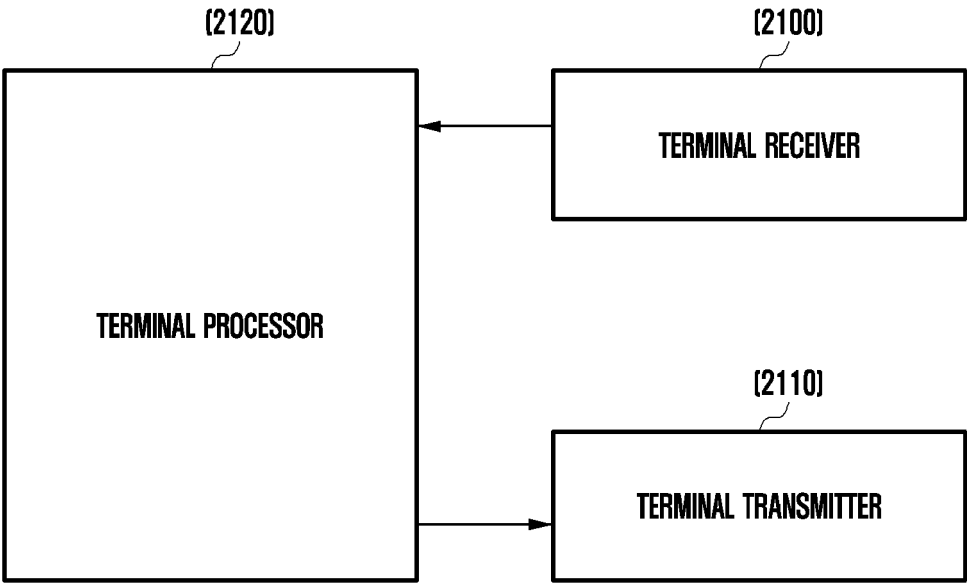 (2120)
(2100)
TERMINAL RECEIVER
TERMINAL PROCESSOR
(2110)
TERMINAL TRANSMITTER